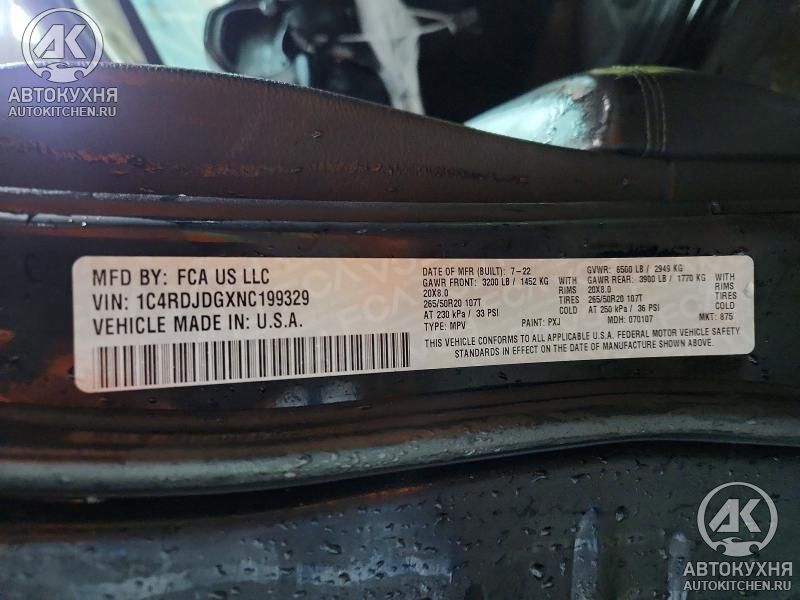 АК
АВТОКУХНЯ
AUTOKITCHEN.RU
MFD BY: FCA US LLC
VIN: 1C4RDJDGXNC199329
VEHICLE MADE IN: U.S.A.
DATE OF MFR (BUILT): 7-22 GVWR: 6500 LB / 2949 KG
GAWR FRONT: 3200 LB / 1452 KG GAWR REAR: 3900 LB / 1770 KG
20X8.0 RIMS 20X8.0 RIMS
265/50R20 107T 265/50R20 107T
AT 230 kPa / 33 PSI COLD AT 250 kPa / 36 PSI COLD
TYPE: MPV PAINT: PXJ MDH: 070107 MKT: 875
THIS VEHICLE CONFORMS TO ALL APPLICABLE U.S.A. FEDERAL MOTOR VEHICLE SAFETY
STANDARDS IN EFFECT ON THE DATE OF MANUFACTURE SHOWN ABOVE.
АК
АВТОКУХНЯ
AUTOKITCHEN.RU